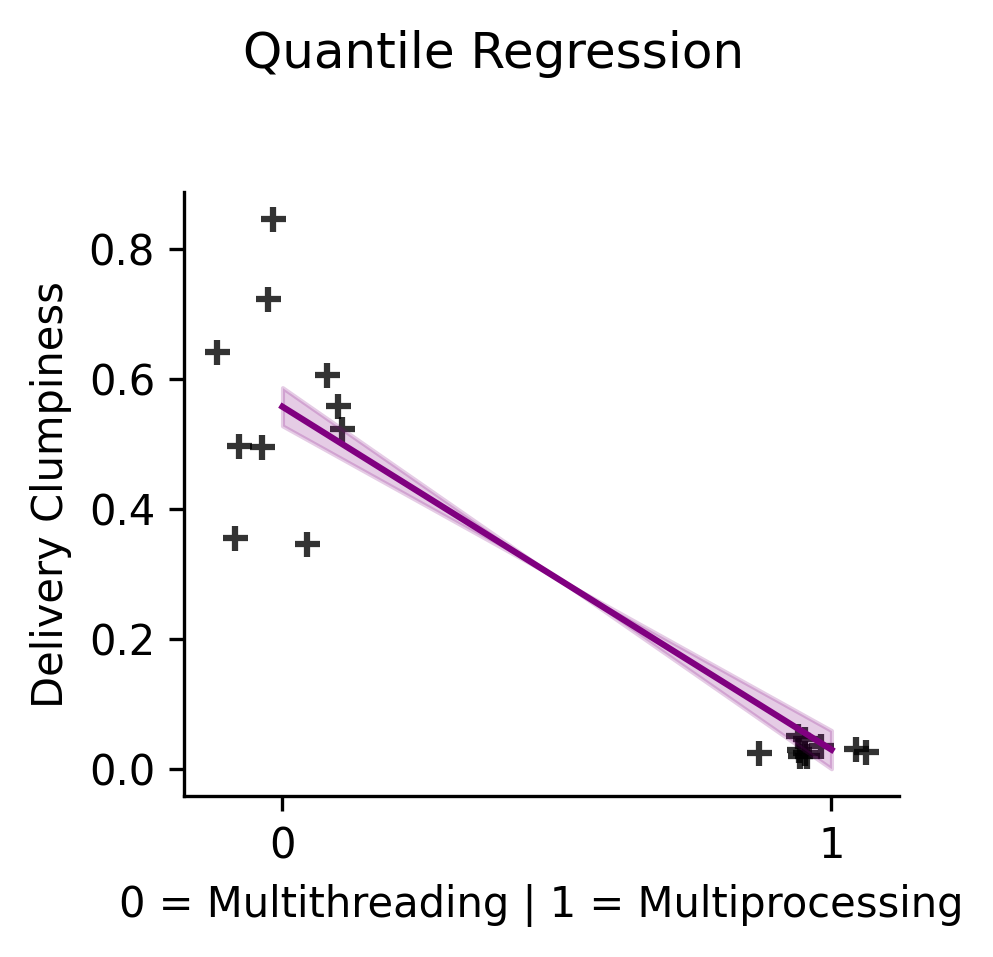 Quantile Regression
Delivery Clumpiness
0.8
0.6
0.4
0.2
0.0
0
1
0 = Multithreading | 1 = Multiprocessing